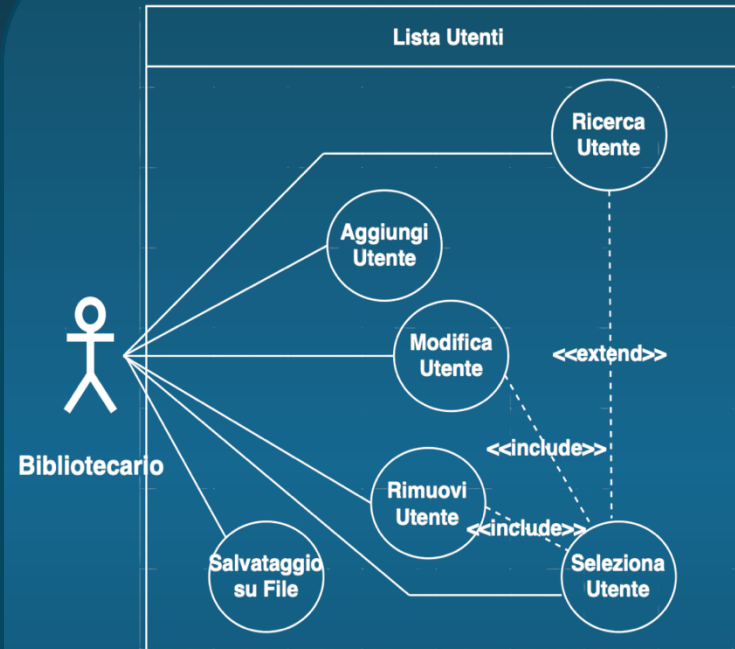 Lista Utenti
Ricerca
Utente
Aggiungi
Utente
Modifica
Utente
<<extend>>
<<include>>
Bibliotecario
Rimuovi
Utente
<<include>>
Salvataggio
su File
Seleziona
Utente